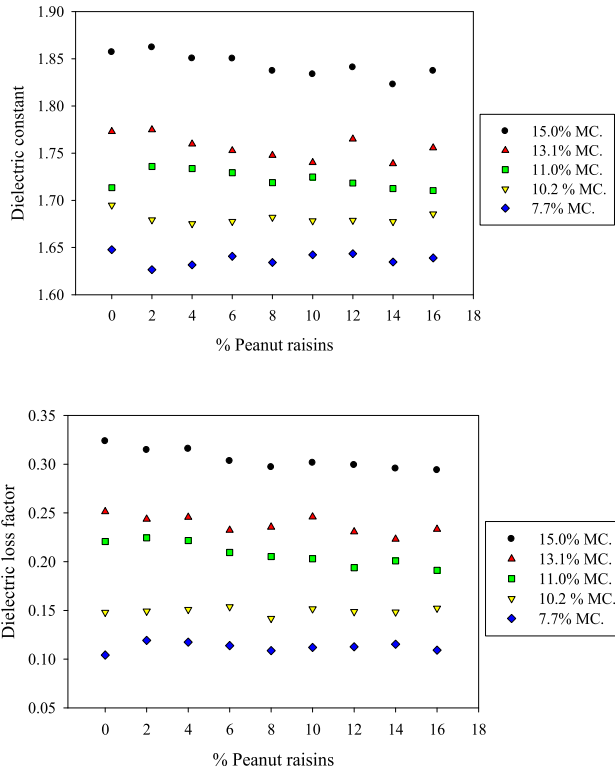 1.90
1.85
1.80
1.75
1.70
1.65
1.60
Dielectric constant
0 2 4 6 8 10 12 14 16 18
% Peanut raisins
15.0% MC.
13.1% MC.
11.0% MC.
10.2 % MC.
7.7% MC.
0.35
0.30
0.25
0.20
0.15
0.10
0.05
Dielectric loss factor
0 2 4 6 8 10 12 14 16 18
% Peanut raisins
15.0% MC.
13.1% MC.
11.0% MC.
10.2 % MC.
7.7% MC.